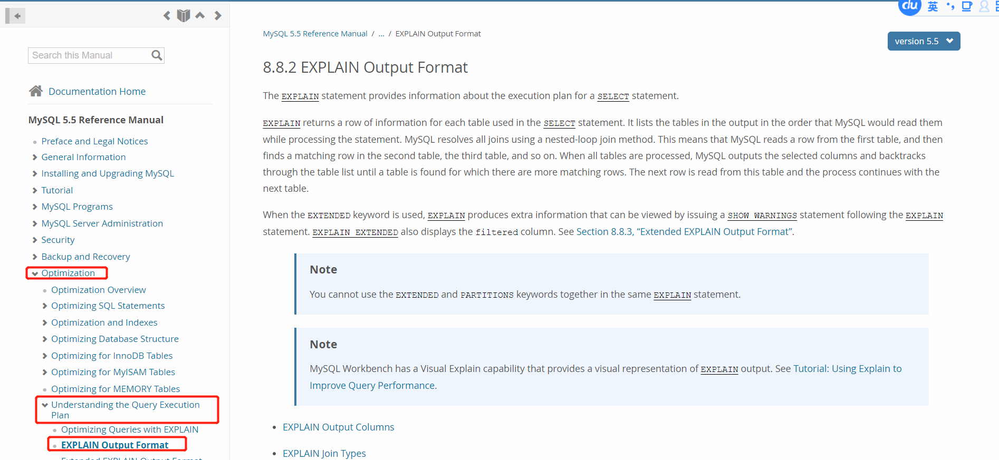 du 英
Search this Manual
Documentation Home
MySQL 5.5 Reference Manual
Preface and Legal Notices
General Information
Installing and Upgrading MySQL
Tutorial
MySQL Programs
MySQL Server Administration
Security
Backup and Recovery
Optimization
Optimization Overview
Optimizing SQL Statements
Optimization and Indexes
Optimizing Database Structure
Optimizing for InnoDB Tables
Optimizing for MyISAM Tables
Optimizing for MEMORY Tables
Understanding the Query Execution
Plan
Optimizing Queries with EXPLAIN
EXPLAIN Output Format
Extended EXPLAIN Output Format
MySQL 5.5 Reference Manual / ... / EXPLAIN Output Format
version 5.5
8.8.2 EXPLAIN Output Format
The EXPLAIN statement provides information about the execution plan for a SELECT statement.
EXPLAIN returns a row of information for each table used in the SELECT statement. It lists the tables in the output in the order that MySQL would read them
while processing the statement. MySQL resolves all joins using a nested-loop join method. This means that MySQL reads a row from the first table, and then
finds a matching row in the second table, the third table, and so on. When all tables are processed, MySQL outputs the selected columns and backtracks
through the table list until a table is found for which there are more matching rows. The next row is read from this table and the process continues with the
next table.
When the EXTENDED keyword is used, EXPLAIN produces extra information that can be viewed by issuing a SHOW WARNINGS statement following the EXPLAIN
statement. EXPLAIN EXTENDED also displays the filtered column. See Section 8.8.3, “Extended EXPLAIN Output Format”.
Note
You cannot use the EXTENDED and PARTITIONS keywords together in the same EXPLAIN statement.
Note
MySQL Workbench has a Visual Explain capability that provides a visual representation of EXPLAIN output. See Tutorial: Using Explain to
Improve Query Performance.
• EXPLAIN Output Columns
• EXPLAIN Join Types